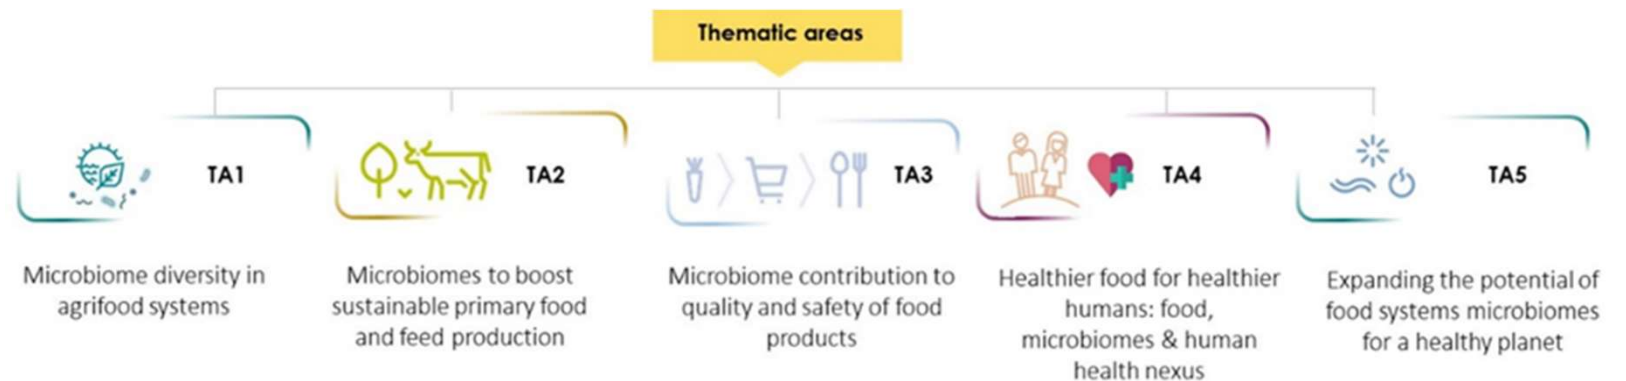 Thematic areas
TA1
Microbiome diversity in
agrifood systems
TA2
Microbiomes to boost
sustainable primary food
and feed production
TA3
Microbiome contribution to
quality and safety of food
products
TA4
Healthier food for healthier
humans: food,
microbiomes & human
health nexus
TA5
Expanding the potential of
food systems microbiomes
for a healthy planet